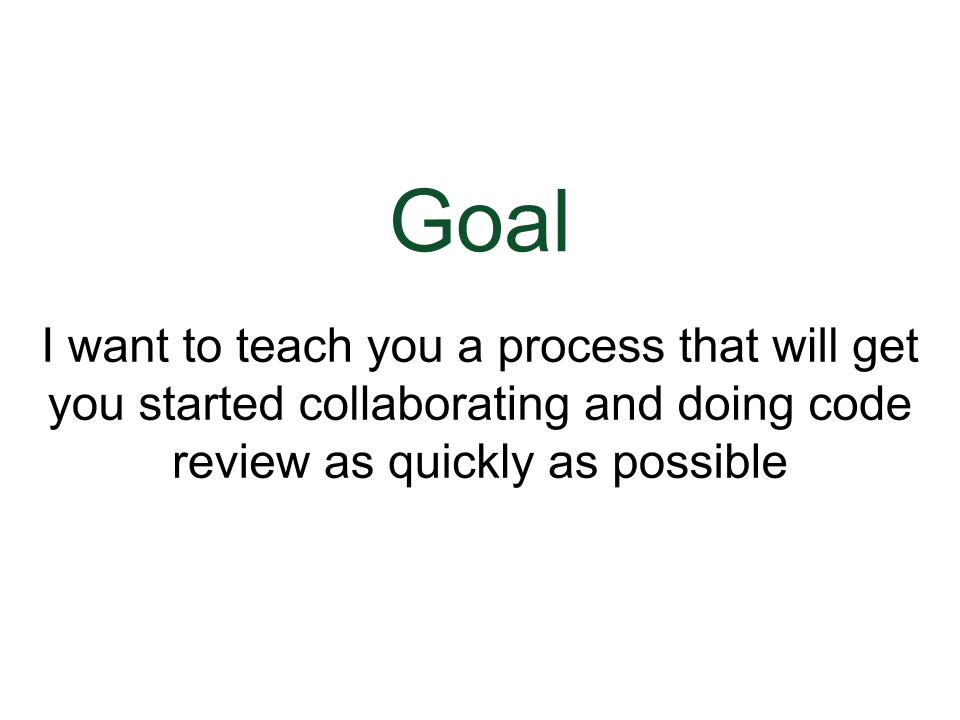 Goal
I want to teach you a process that will get
you started collaborating and doing code
review as quickly as possible